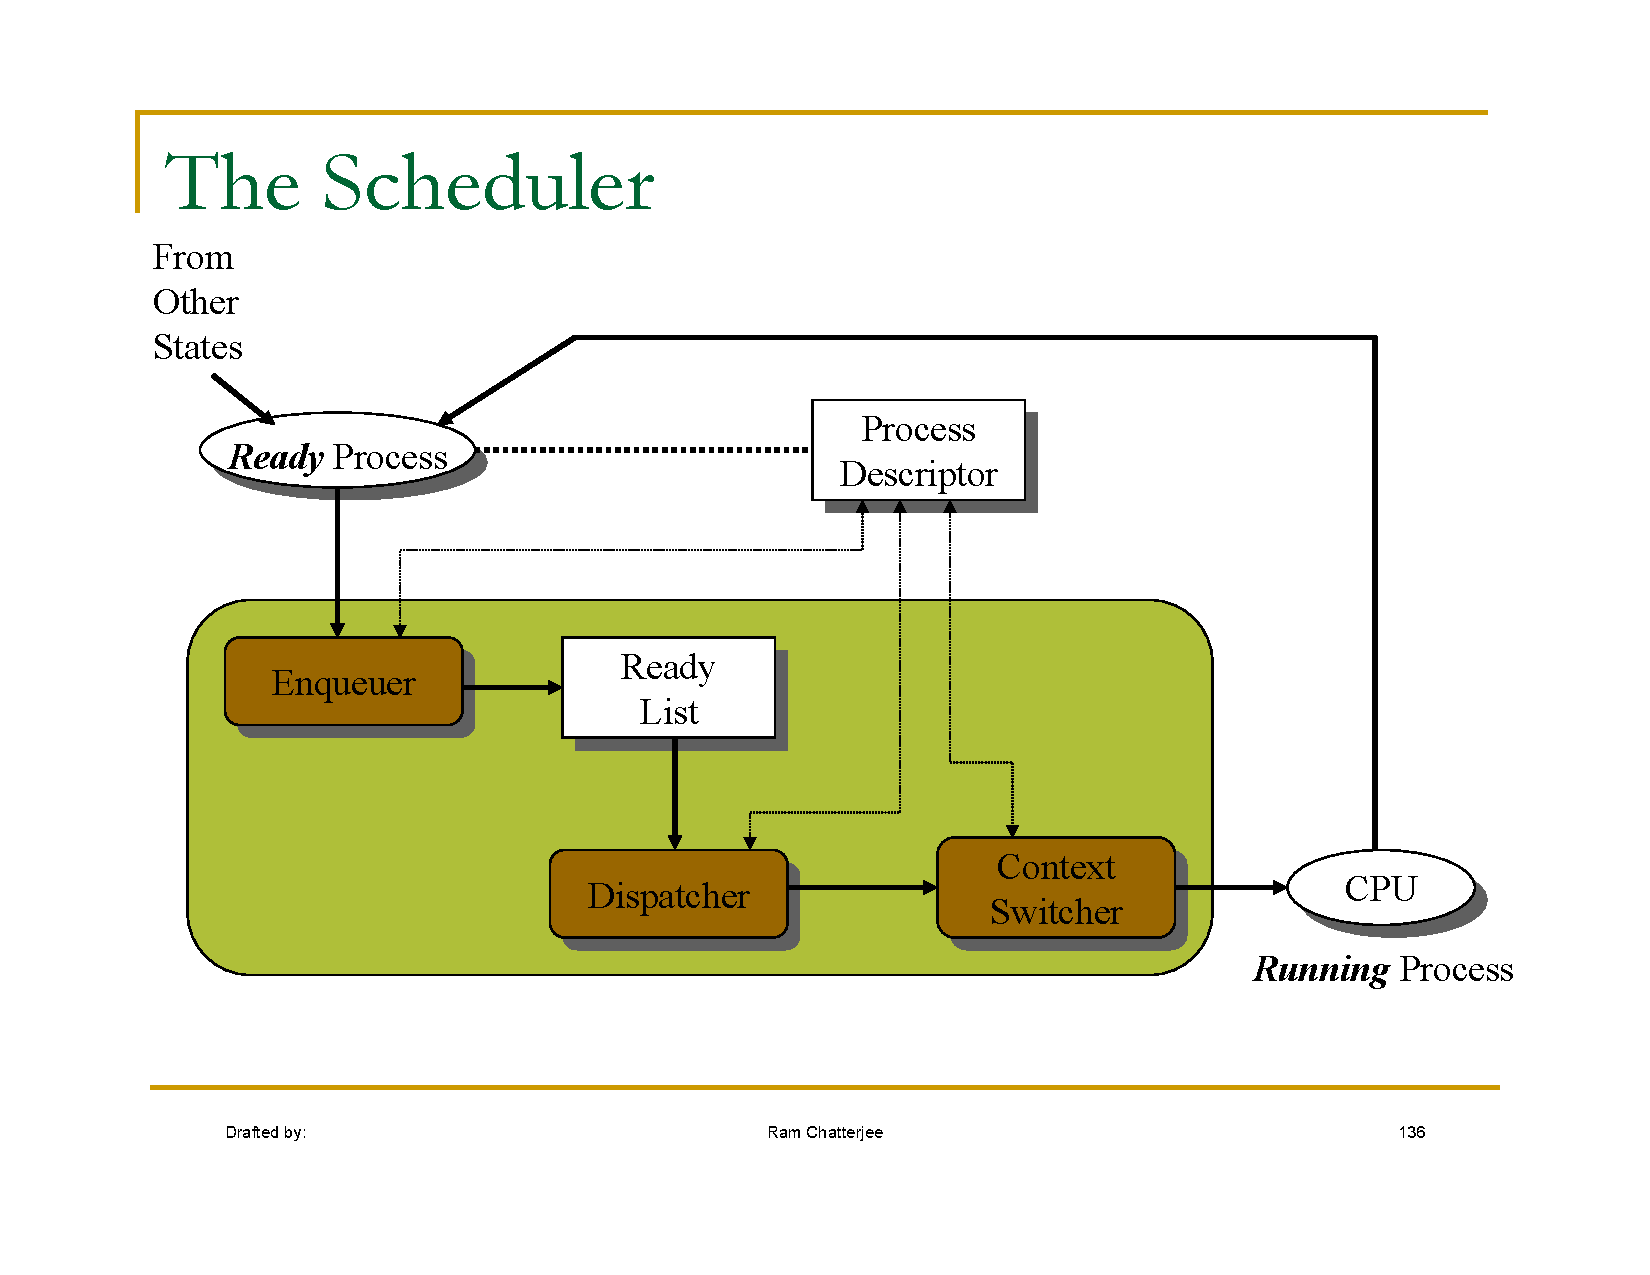 The Scheduler
From
Other
States
Ready Process
Process
Descriptor
Enqueuer
Ready
List
Dispatcher
Context
Switcher
CPU
Running Process
Drafted by:
Ram Chatterjee
136